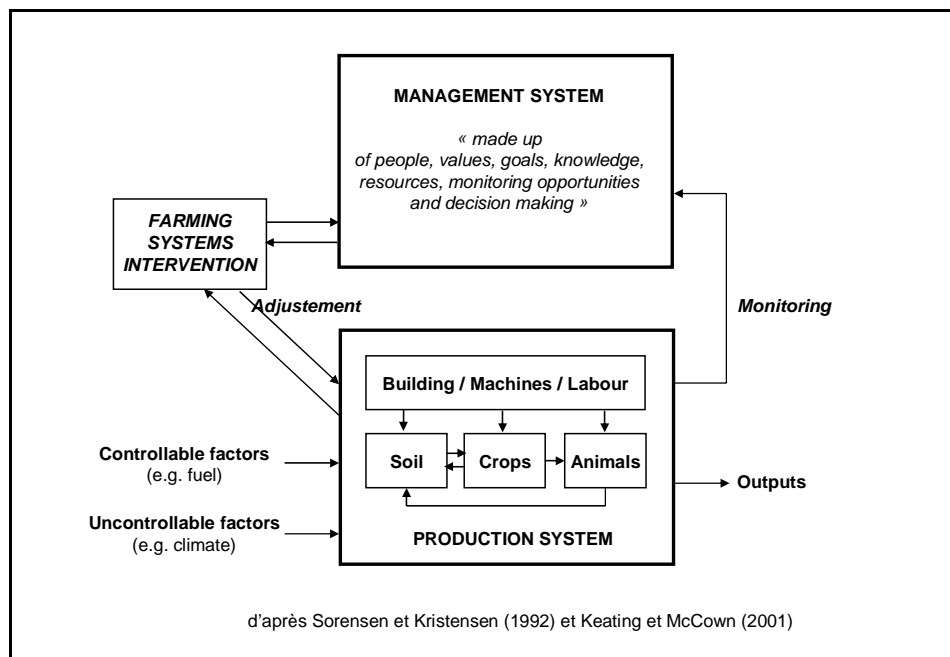 MANAGEMENT SYSTEM
« made up
of people, values, goals, knowledge,
resources, monitoring opportunities
and decision making »
FARMING
SYSTEMS
INTERVENTION
Adjustement
Monitoring
Building / Machines / Labour
Soil
Crops
Animals
Controllable factors
(e.g. fuel)
Outputs
Uncontrollable factors
(e.g. climate)
PRODUCTION SYSTEM
d'après Sorensen et Kristensen (1992) et Keating et McCown (2001)